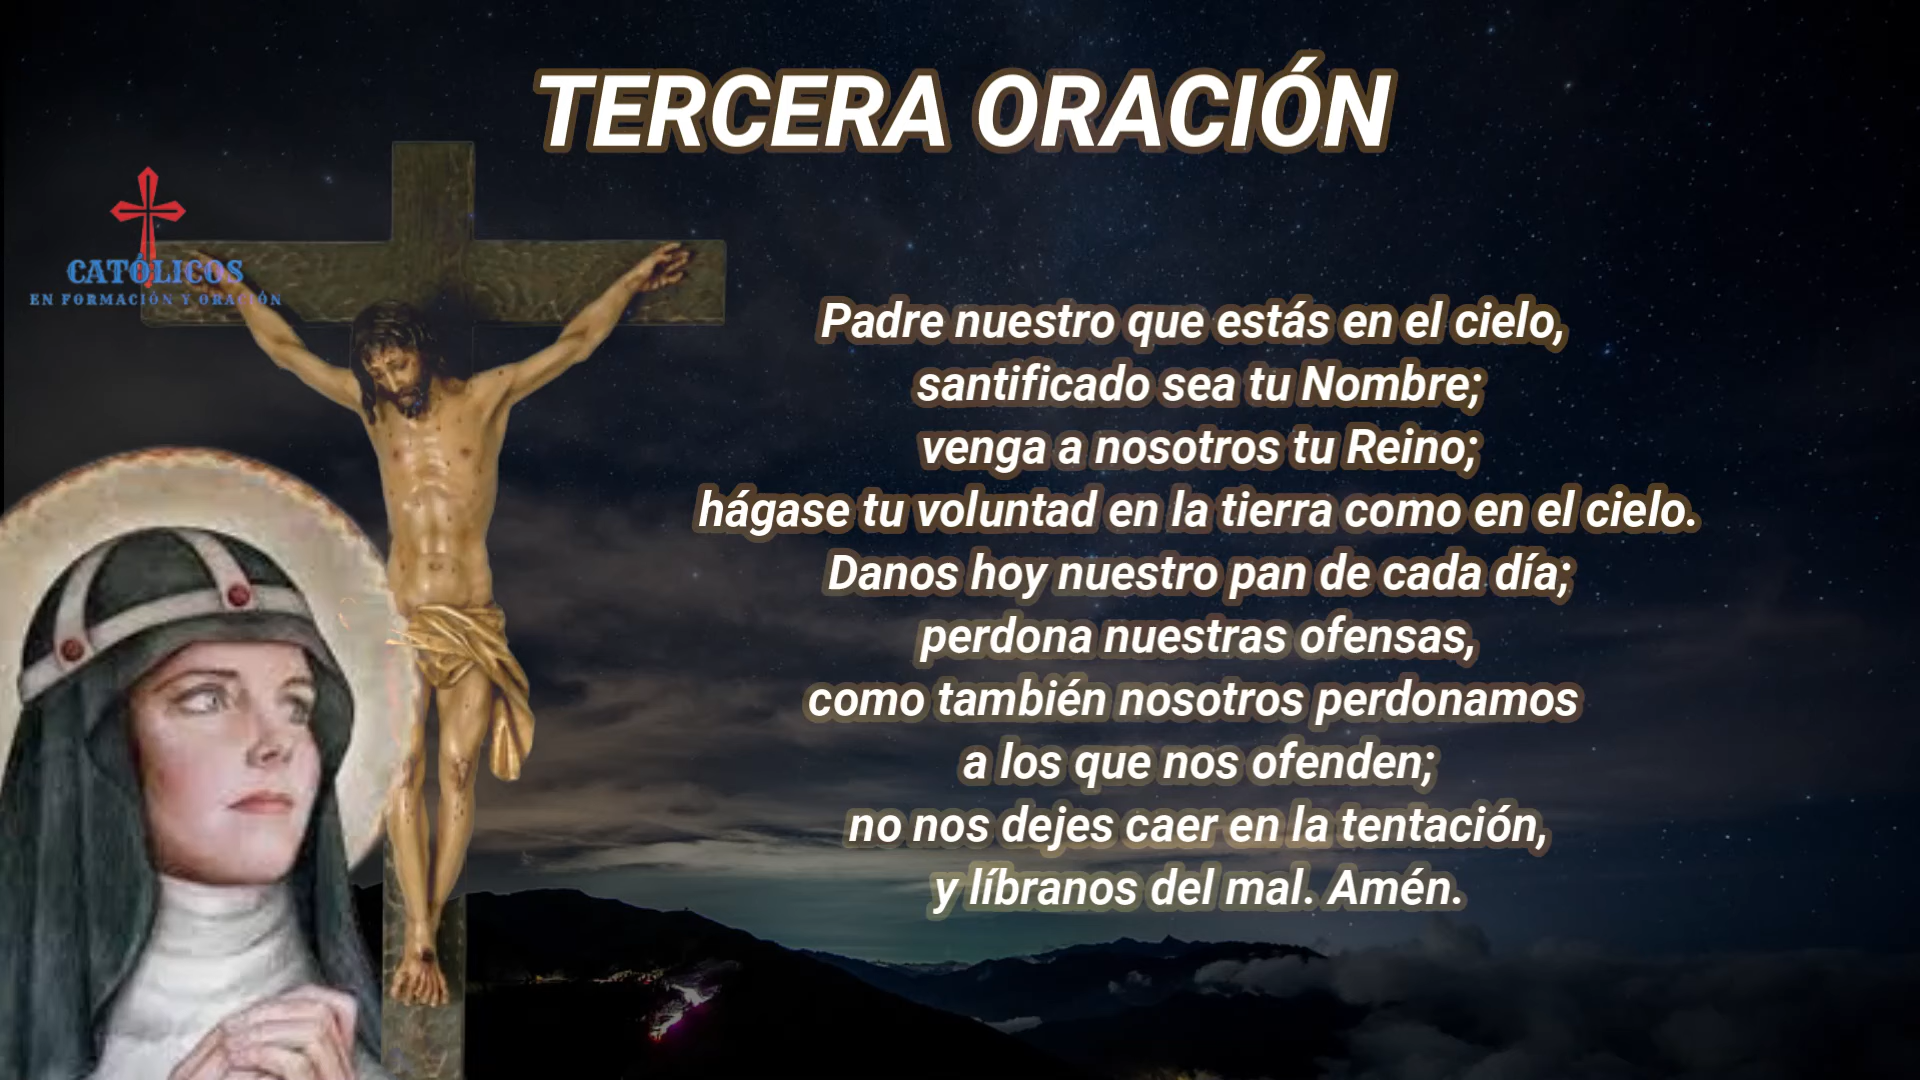 TERCERA ORACIÓN
CATÓLICOS
EN FORMACIÓN Y ORACIÓN
Padre nuestro que estás en el cielo,
santificado sea tu Nombre;
venga a nosotros tu Reino;
hágase tu voluntad en la tierra como en el cielo.
Danos hoy nuestro pan de cada día;
perdona nuestras ofensas,
como también nosotros perdonamos
a los que nos ofenden;
no nos dejes caer en la tentación,
y líbranos del mal. Amén.